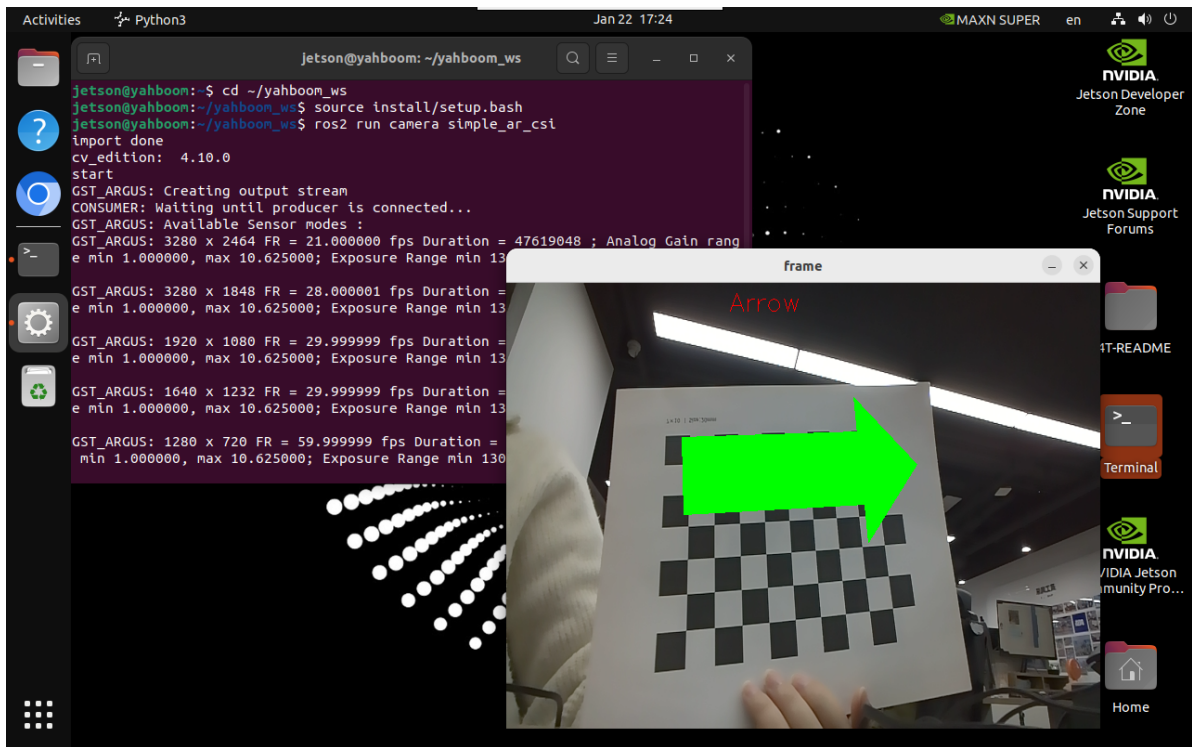 Activities
Python3
Jan 22 17:24
MAXN SUPER
en
jetson@yahboom: ~/yahboom_ws
jetson@yahboom:~$ cd ~/yahboom_ws
jetson@yahboom:~/yahboom_ws$ source install/setup.bash
jetson@yahboom:~/yahboom_ws$ ros2 run camera simple_ar_csi
import done
cv_edition:  4.10.0
start
GST_ARGUS: Creating output stream
CONSUMER: Waiting until producer is connected...
GST_ARGUS: Available Sensor modes :
GST_ARGUS: 3280 x 2464 FR = 21.000000 fps Duration = 47619048 ; Analog Gain rang
e min 1.000000, max 10.625000; Exposure Range min 13
GST_ARGUS: 3280 x 1848 FR = 28.000001 fps Duration =
e min 1.000000, max 10.625000; Exposure Range min 13
GST_ARGUS: 1920 x 1080 FR = 29.999999 fps Duration =
e min 1.000000, max 10.625000; Exposure Range min 13
GST_ARGUS: 1640 x 1232 FR = 29.999999 fps Duration =
e min 1.000000, max 10.625000; Exposure Range min 13
GST_ARGUS: 1280 x 720 FR = 59.999999 fps Duration =
min 1.000000, max 10.625000; Exposure Range min 130
frame
Arrow
NVIDIA.
Jetson Developer
Zone
NVIDIA.
Jetson Support
Forums
4T-README
Terminal
NVIDIA.
VIDIA Jetson
mmunity Pro...
Home